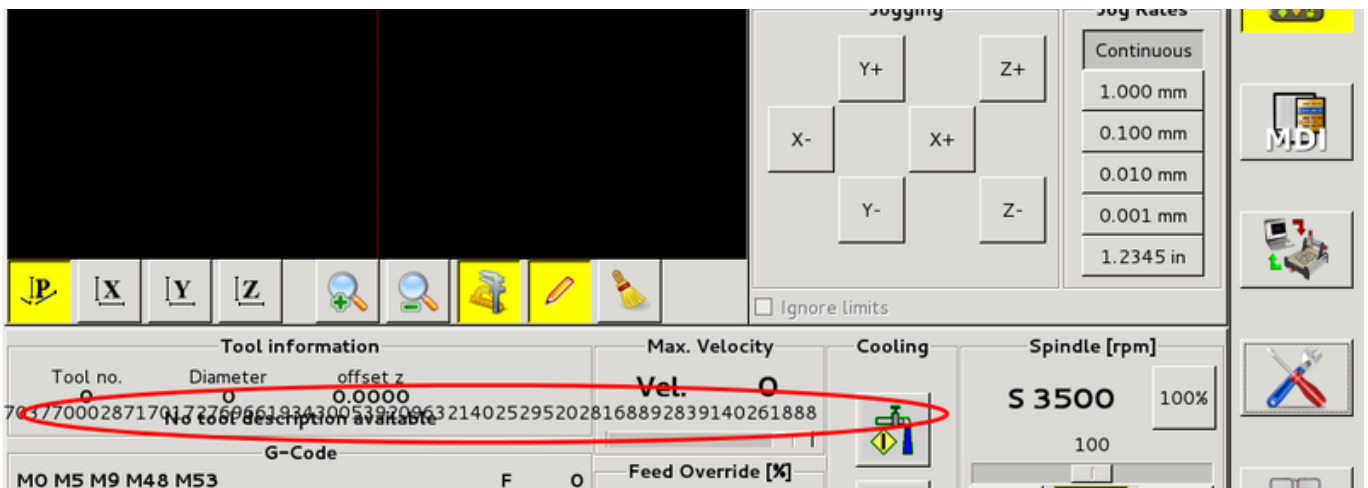 Jogging
Jog Rates
Continuous
Y+
Z+
1.000 mm
MDI
X-
X+
0.100 mm
0.010 mm
Y-
Z-
0.001 mm
1.2345 in
P
X
Y
Z
Ignore limits
Tool information
Max. Velocity
Cooling
Spindle [rpm]
Tool no.
Diameter
offset z
0
0
0.0000
Vel.
0
S 3500
100%
No tool description available
100
G-Code
Feed Override [%]
M0 M5 M9 M48 M53
F
0